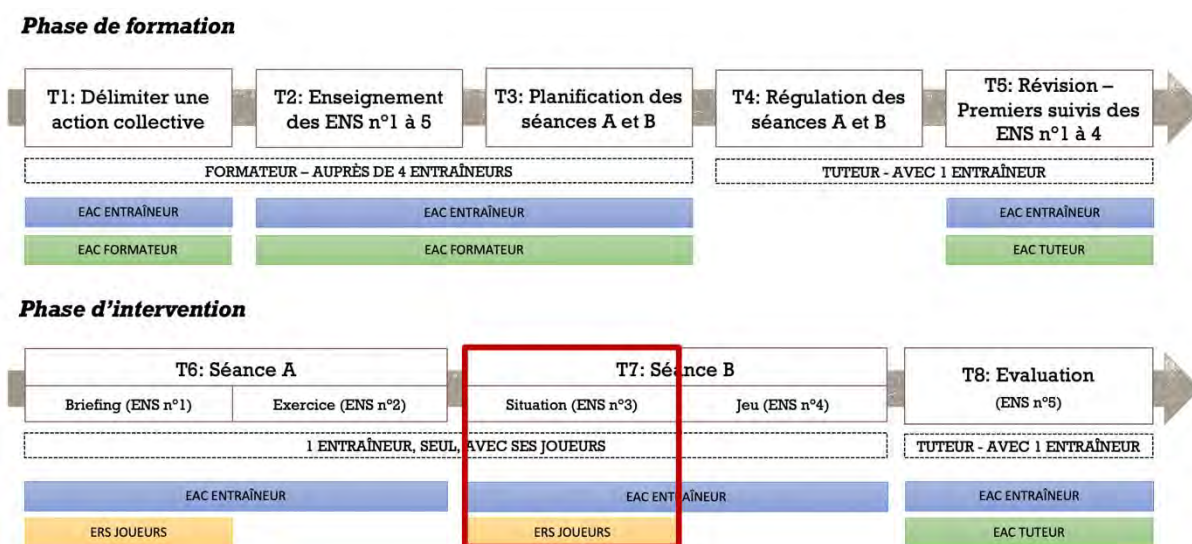 Phase de formation
T1: Délimiter une
action collective
T2: Enseignement
des ENS n°1 à 5
T3: Planification des
séances A et B
T4: Régulation des
séances A et B
T5: Révision –
Premiers suivis des
ENS n°1 à 4
FORMATEUR – AUPRÈS DE 4 ENTRAÎNEURS
TUTEUR - AVEC 1 ENTRAÎNEUR
EAC ENTRAÎNEUR
EAC ENTRAÎNEUR
EAC ENTRAÎNEUR
EAC FORMATEUR
EAC FORMATEUR
EAC TUTEUR
Phase d'intervention
T6: Séance A
T7: Séance B
T8: Evaluation
(ENS n°5)
Briefing (ENS n°1)
Exercice (ENS n°2)
Situation (ENS n°3)
Jeu (ENS n°4)
1 ENTRAÎNEUR, SEUL, AVEC SES JOUEURS
TUTEUR - AVEC 1 ENTRAÎNEUR
EAC ENTRAÎNEUR
EAC ENTRAÎNEUR
EAC ENTRAÎNEUR
ERS JOUEURS
ERS JOUEURS
EAC TUTEUR